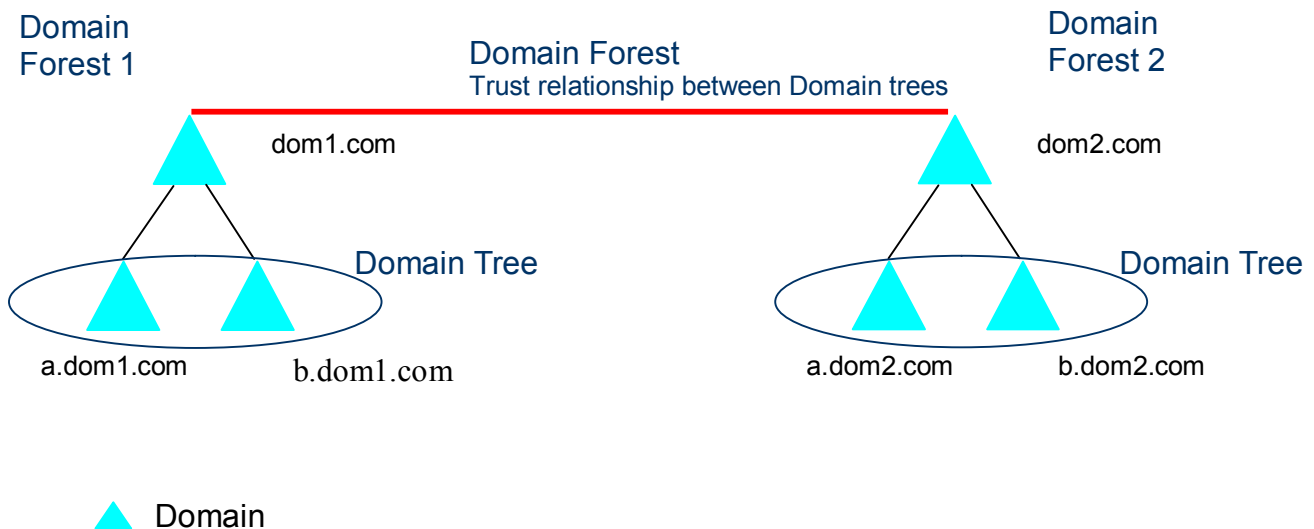 Domain
Forest 1
Domain Forest
Trust relationship between Domain trees
Domain
Forest 2
dom1.com
dom2.com
Domain Tree
Domain Tree
a.dom1.com
b.dom1.com
a.dom2.com
b.dom2.com
Domain